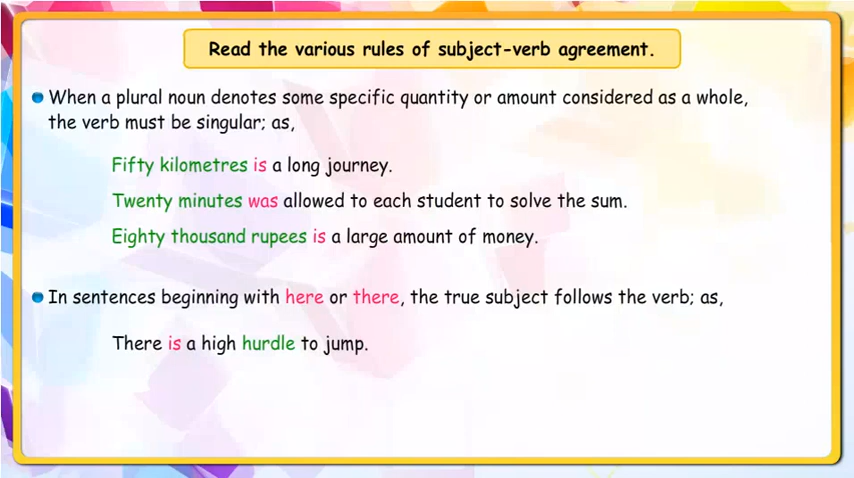 Read the various rules of subject-verb agreement.
When a plural noun denotes some specific quantity or amount considered as a whole,
the verb must be singular; as,
Fifty kilometres is a long journey.
Twenty minutes was allowed to each student to solve the sum.
Eighty thousand rupees is a large amount of money.
In sentences beginning with here or there, the true subject follows the verb; as,
There is a high hurdle to jump.